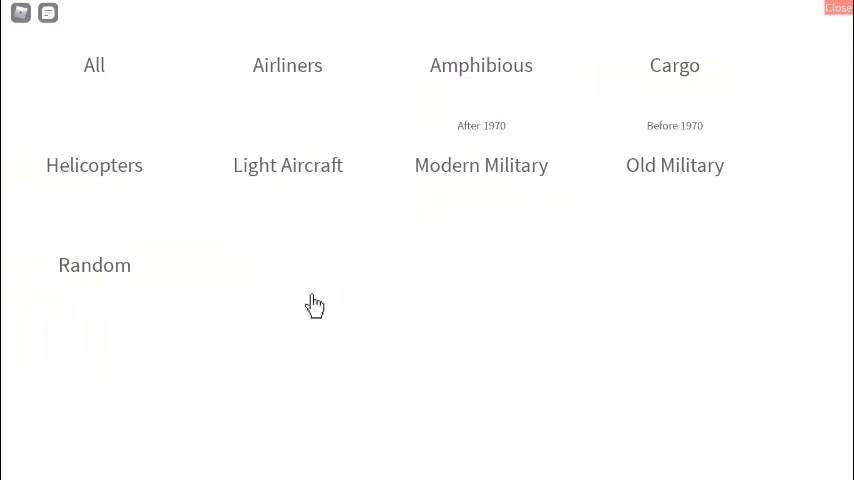 Close
All
Airliners
Amphibious
Cargo
After 1970
Before 1970
Helicopters
Light Aircraft
Modern Military
Old Military
Random